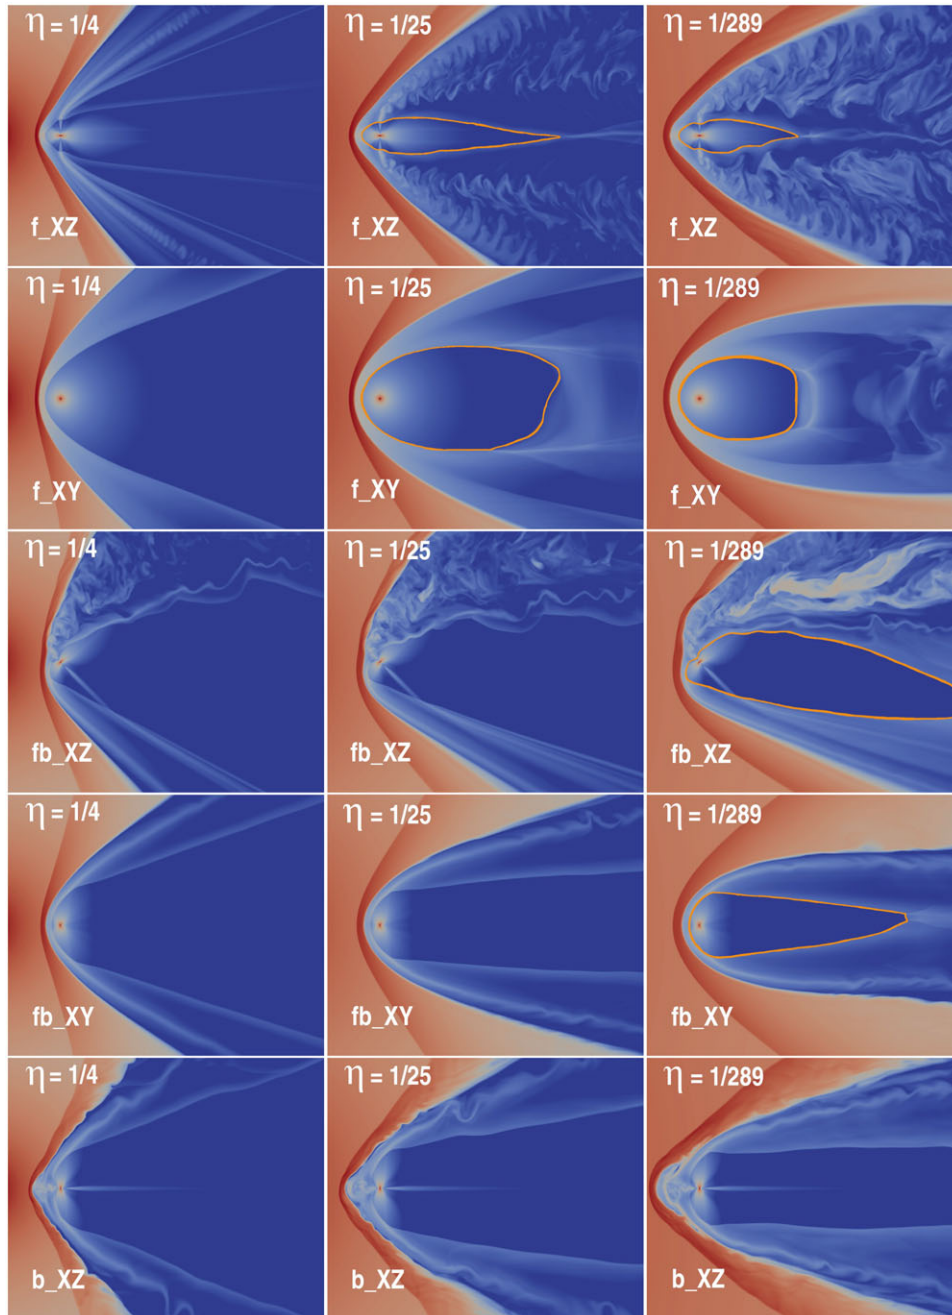 η = 1/4
η = 1/25
η = 1/289
f_XZ
f_XZ
f_XZ
η = 1/4
η = 1/25
η = 1/289
f_XY
f_XY
f_XY
η = 1/4
η = 1/25
η = 1/289
fb_XZ
fb_XZ
fb_XZ
η = 1/4
η = 1/25
η = 1/289
fb_XY
fb_XY
fb_XY
η = 1/4
η = 1/25
η = 1/289
b_XZ
b_XZ
b_XZ